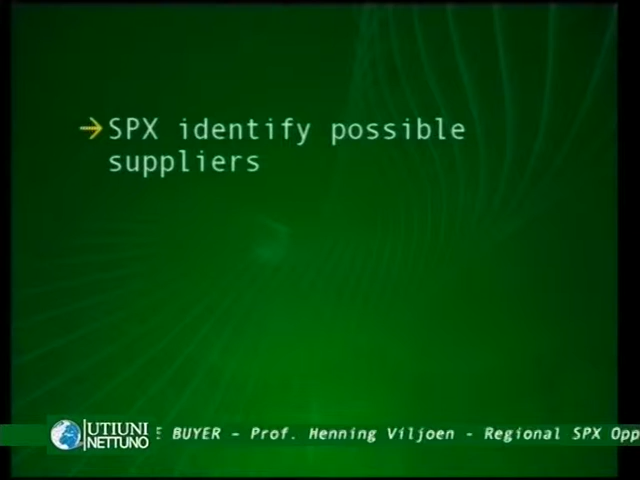 →SPX identify possible
suppliers
UTIUNI
NETTUNO
E BUYER - Prof. Henning Viljoen - Regional SPX Opp